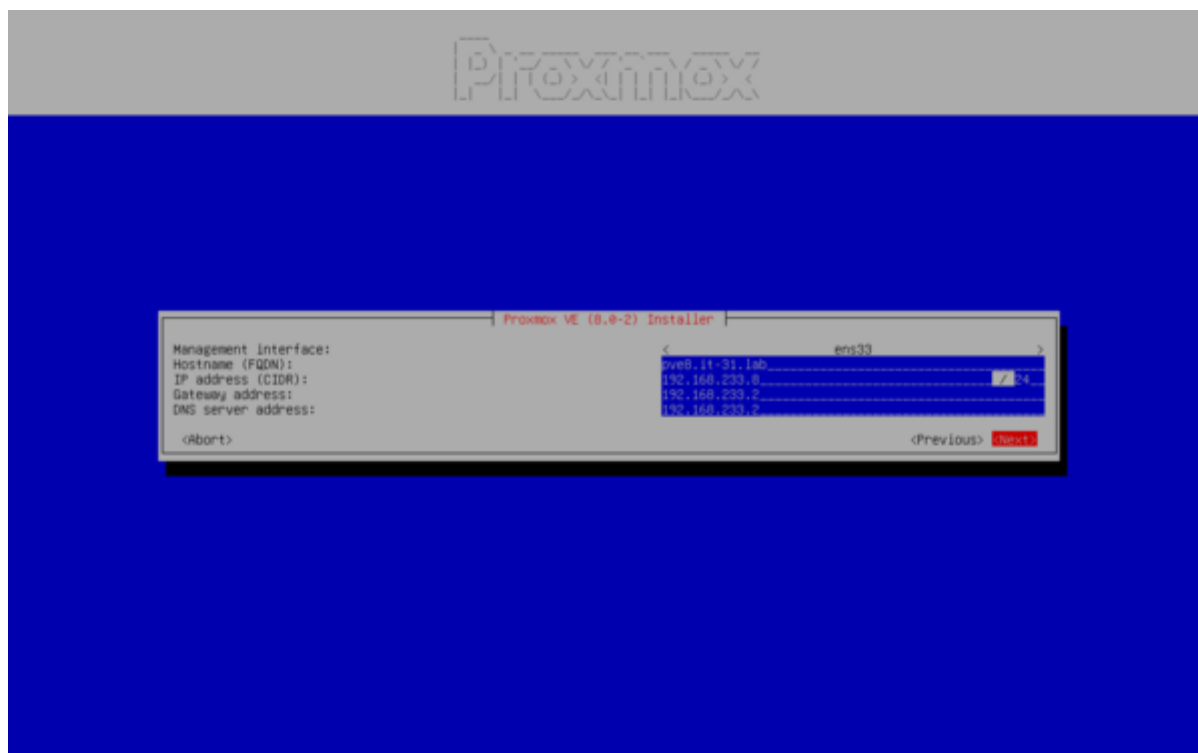 Proxmox
Proxmox VE (8.0-2) Installer
Management interface: < ens33 >
Hostname (FQDN): pve8.it-31.lab
IP address (CIDR): 192.168.233.8 / 24
Gateway address: 192.168.233.2
DNS server address: 192.168.233.2
<Abort> <Previous> <Next>